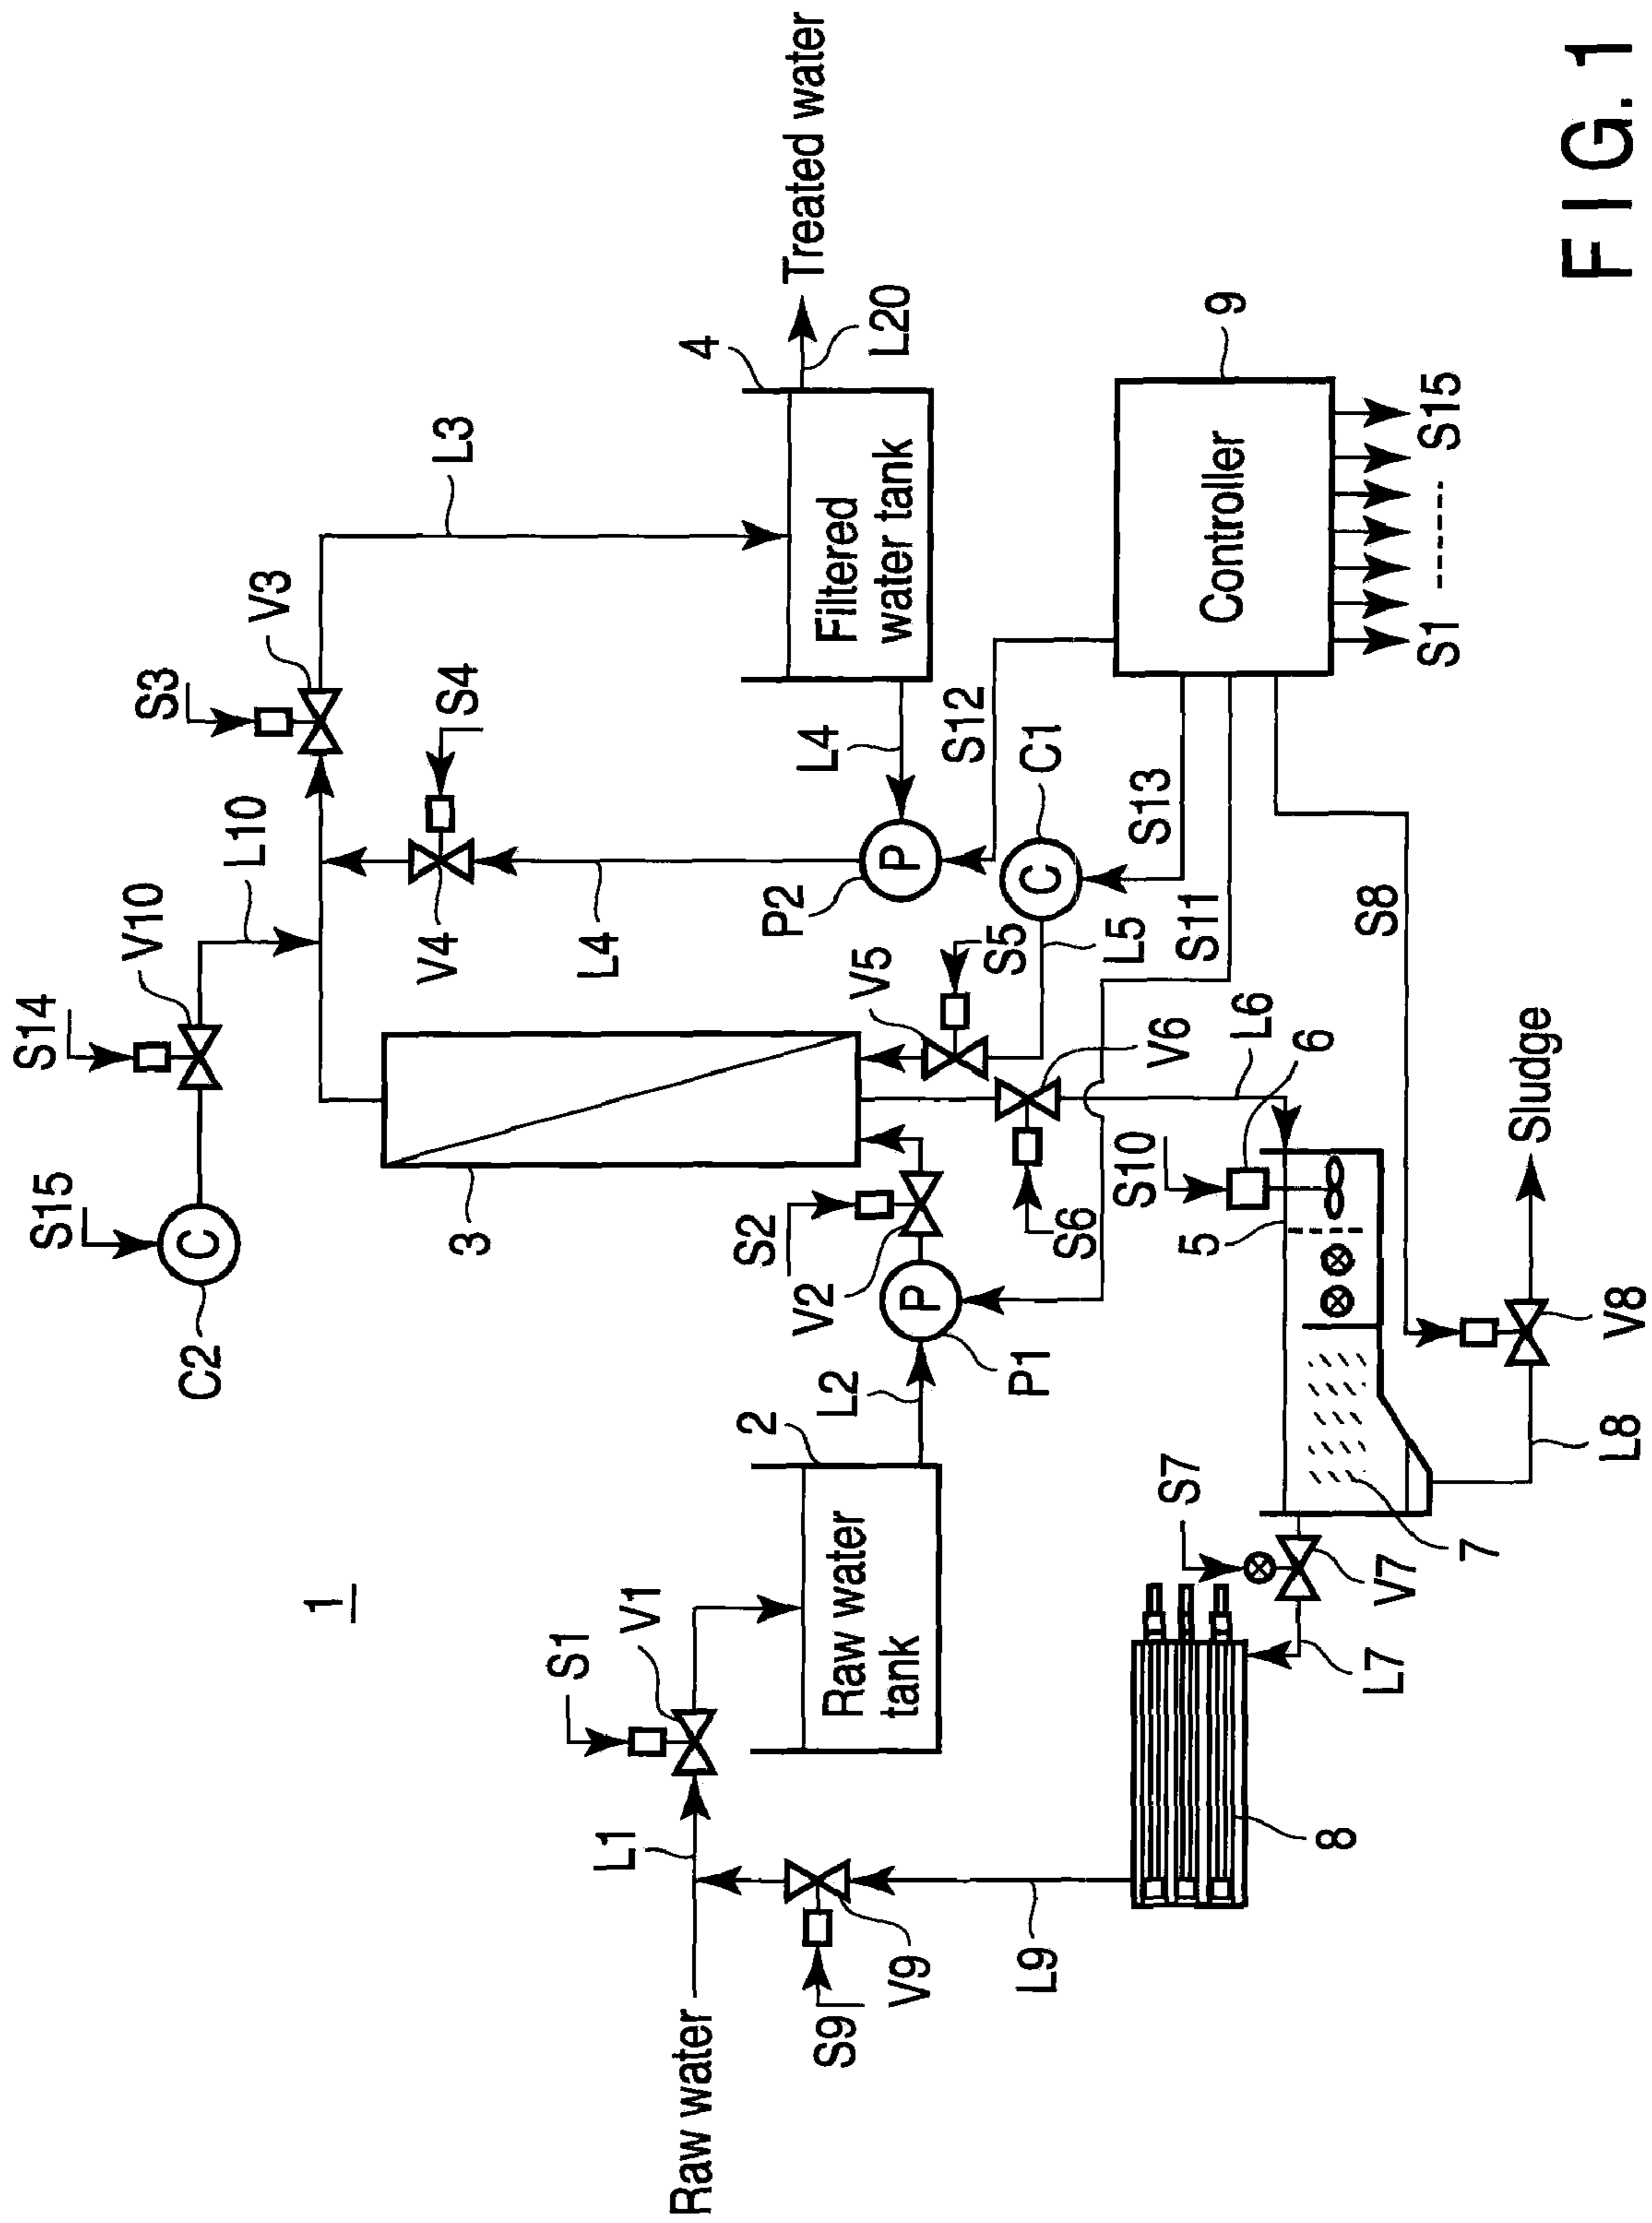 S15
C2
S14
V10
L10
S3
V3
L3
S4
V4
L4
3
4
Treated water
L20
Filtered
water tank
L4
P
P2
S12
C
C1
S13
S11
S8
Controller
9
S1 ------ S15
C
1
S1
V1
L1
Raw water
S9
V9
L9
2
Raw water
tank
L2
P
P1
S2
V2
V5
S5
L5
V6
S6
L6
6
S10
5
7
S7
V7
L7
8
L8
V8
Sludge
FIG. 1